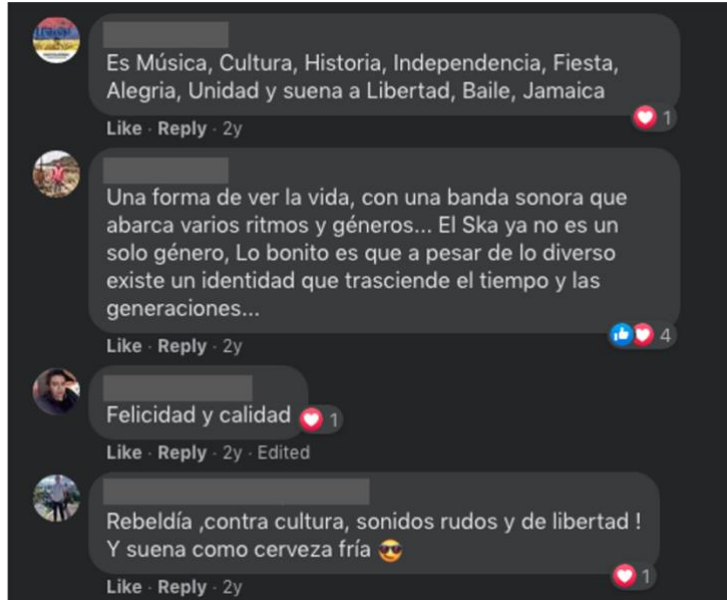 Es Música, Cultura, Historia, Independencia, Fiesta,
Alegria, Unidad y suena a Libertad, Baile, Jamaica
1
Like · Reply · 2y
Una forma de ver la vida, con una banda sonora que
abarca varios ritmos y géneros... El Ska ya no es un
solo género, Lo bonito es que a pesar de lo diverso
existe un identidad que trasciende el tiempo y las
generaciones...
4
Like · Reply · 2y
Felicidad y calidad 1
Like · Reply · 2y · Edited
Rebeldía ,contra cultura, sonidos rudos y de libertad !
Y suena como cerveza fría 😎
1
Like · Reply · 2y